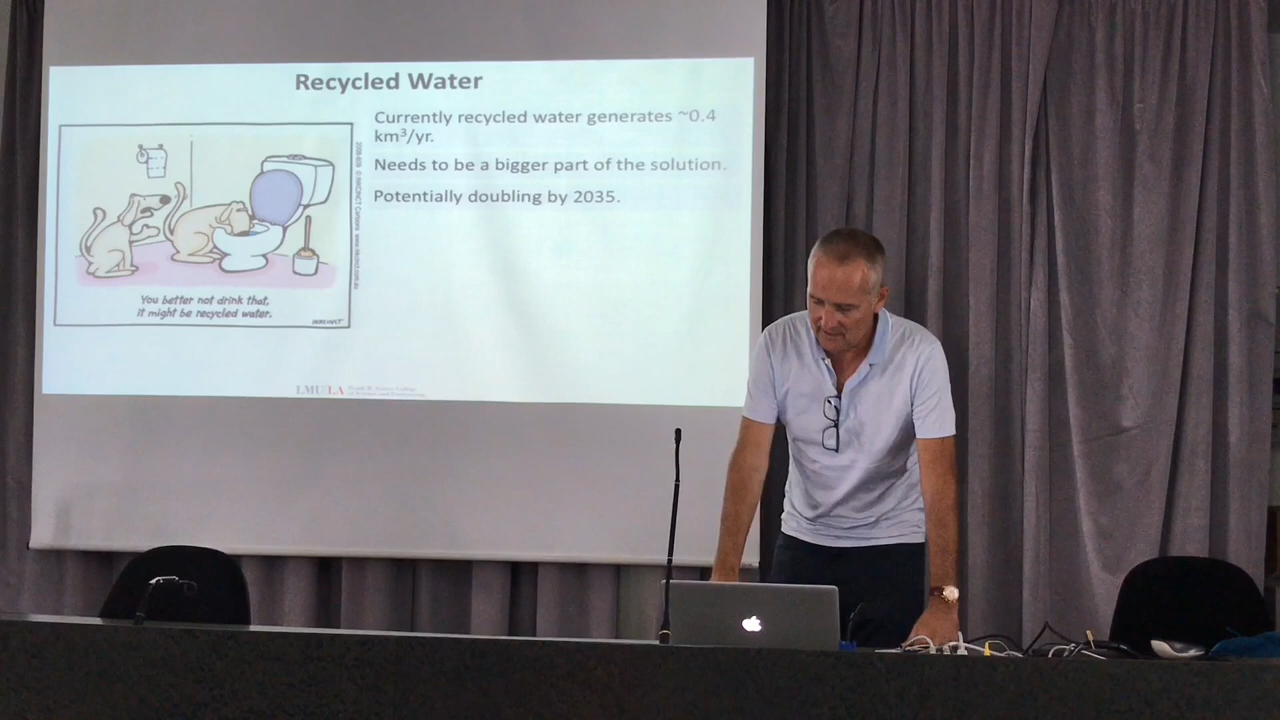 Recycled Water
Currently recycled water generates ~0.4
km³/yr.
Needs to be a bigger part of the solution.
Potentially doubling by 2035.
You better not drink that,
it might be recycled water.
LMU LA